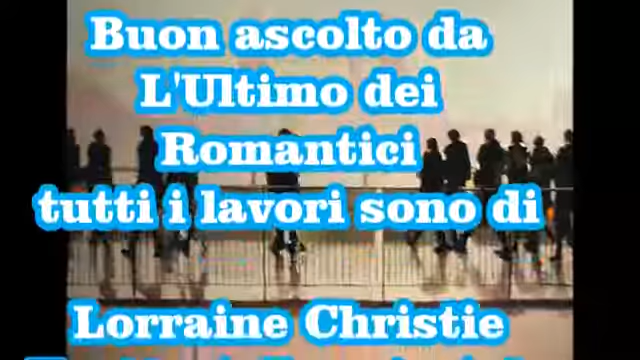 Buon ascolto da
L'Ultimo dei
Romantici
tutti i lavori sono di
Lorraine Christie